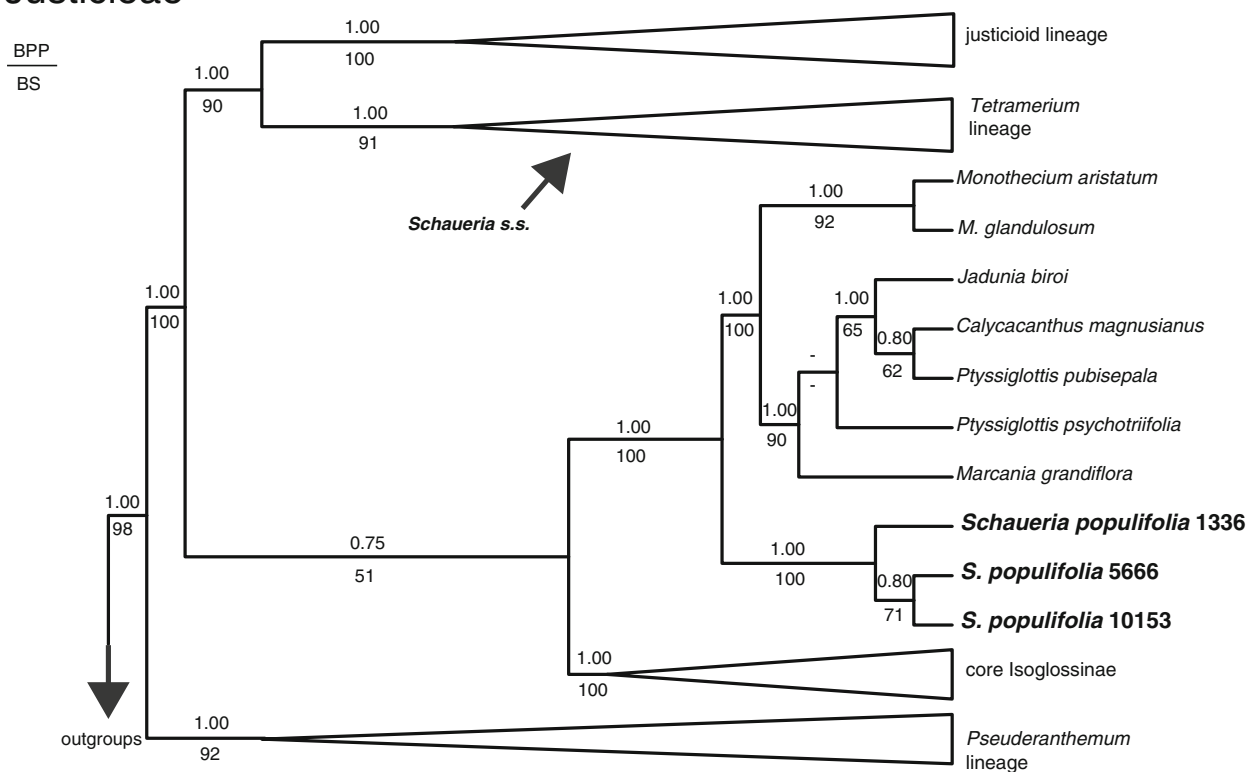 BPP
BS
1.00
100
justicioid lineage
1.00
90
1.00
91
Tetramerium
lineage
Schaueria s.s.
1.00
92
Monothecium aristatum
M. glandulosum
1.00
100
1.00
100
Jadunia biroi
1.00
65
0.80
62
Calycacanthus magnusianus
Ptyssiglottis pubisepala
-
-
1.00
90
Ptyssiglottis psychotriifolia
Marcania grandiflora
1.00
100
1.00
98
0.75
51
1.00
100
Schaueria populifolia 1336
0.80
71
S. populifolia 5666
S. populifolia 10153
1.00
100
core Isoglossinae
outgroups
1.00
92
Pseuderanthemum
lineage